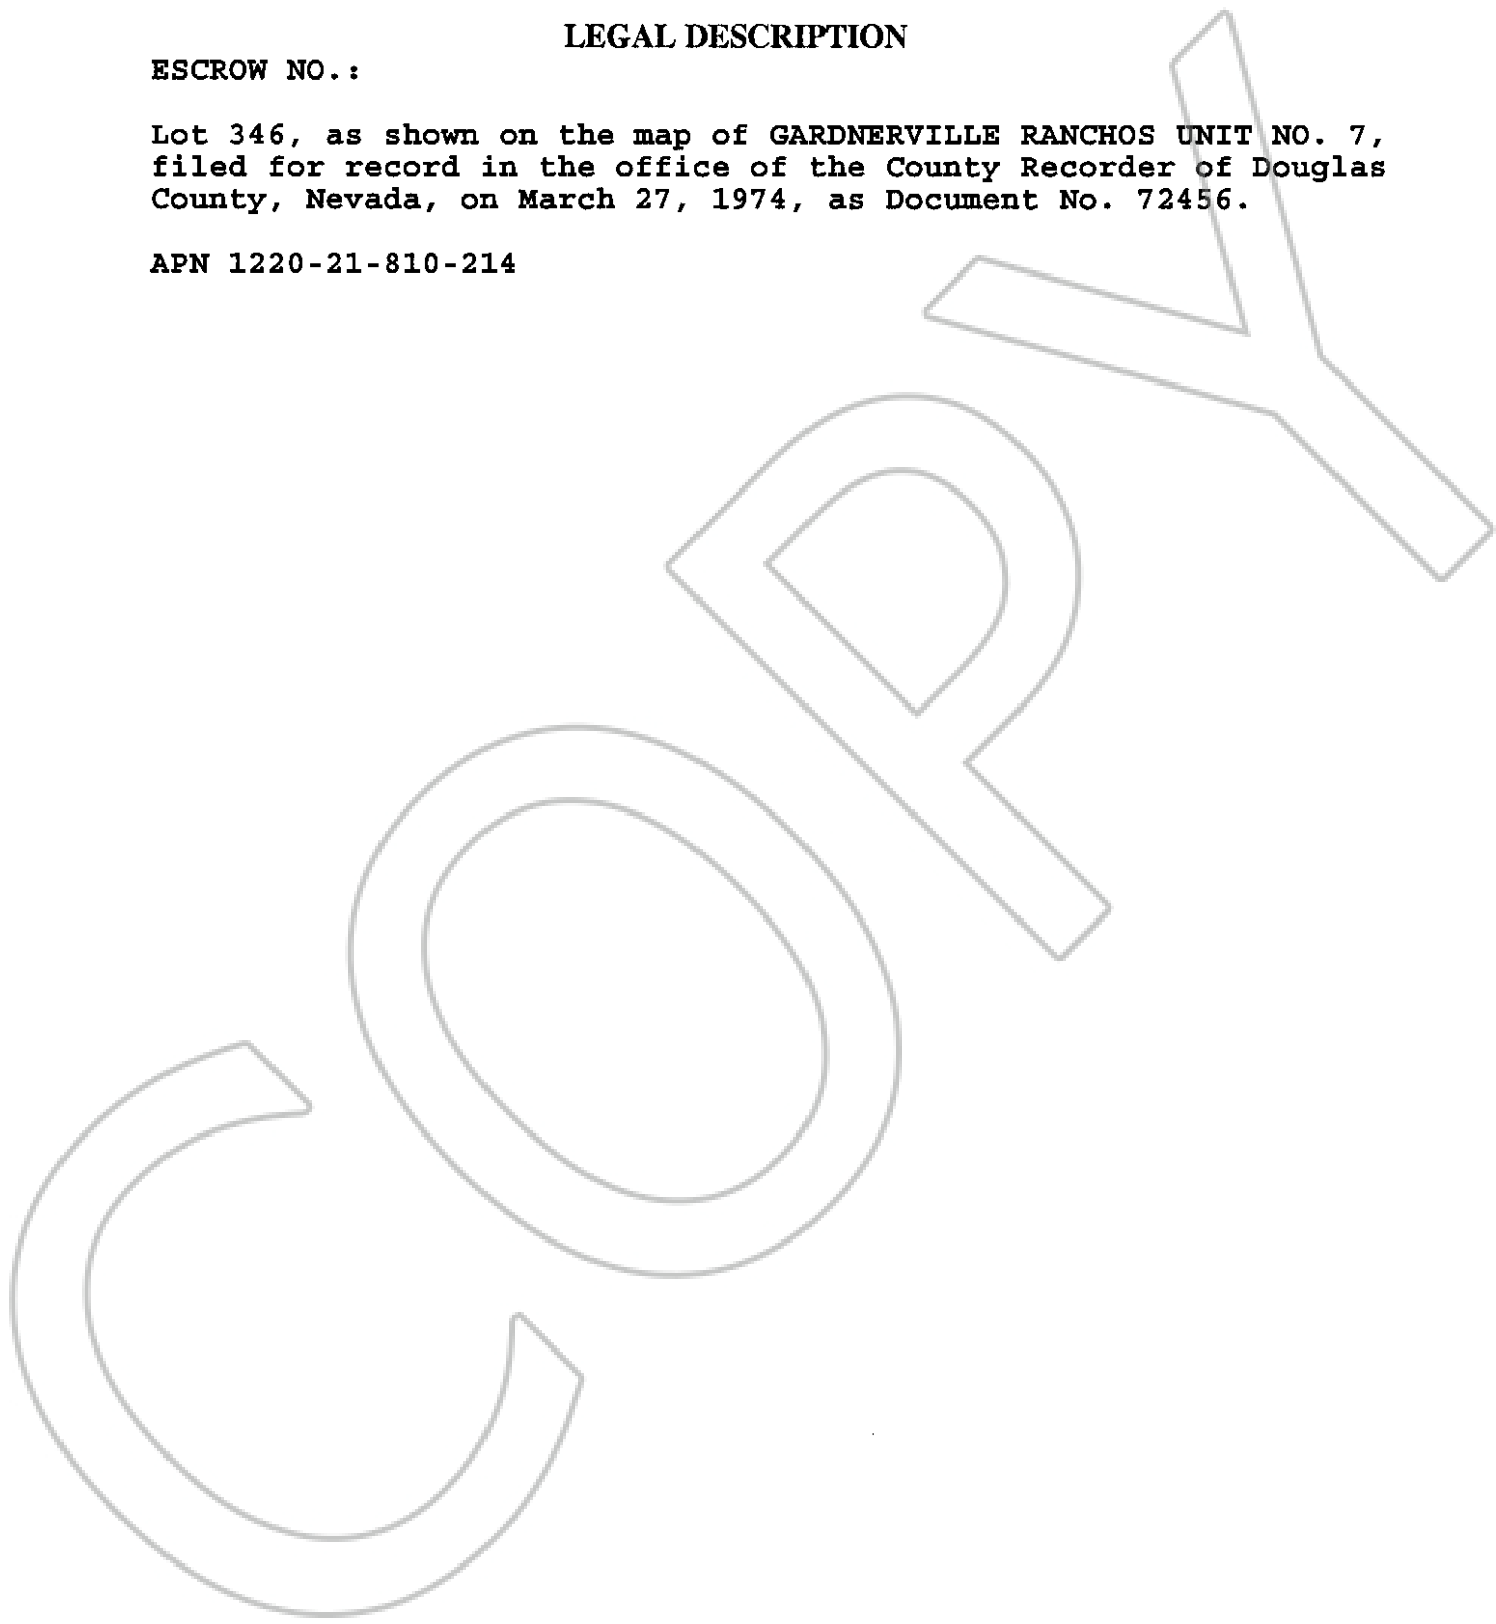 LEGAL DESCRIPTION
ESCROW NO.:
Lot 346, as shown on the map of GARDNERVILLE RANCHOS UNIT NO. 7,
filed for record in the office of the County Recorder of Douglas
County, Nevada, on March 27, 1974, as Document No. 72456.
APN 1220-21-810-214
COPY